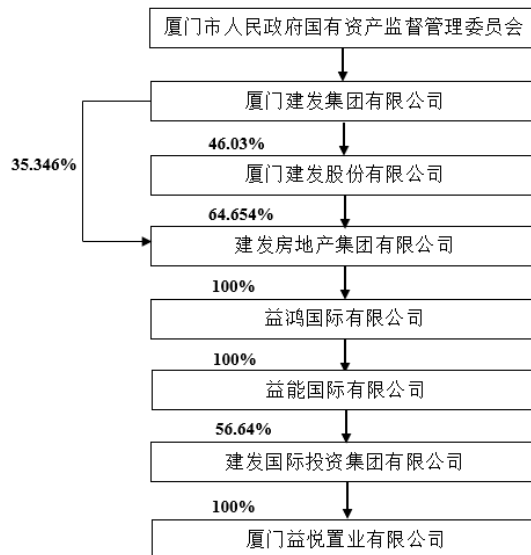 厦门市人民政府国有资产监督管理委员会
厦门建发集团有限公司
35.346%
46.03%
厦门建发股份有限公司
64.654%
建发房地产集团有限公司
100%
益鸿国际有限公司
100%
益能国际有限公司
56.64%
建发国际投资集团有限公司
100%
厦门益悦置业有限公司